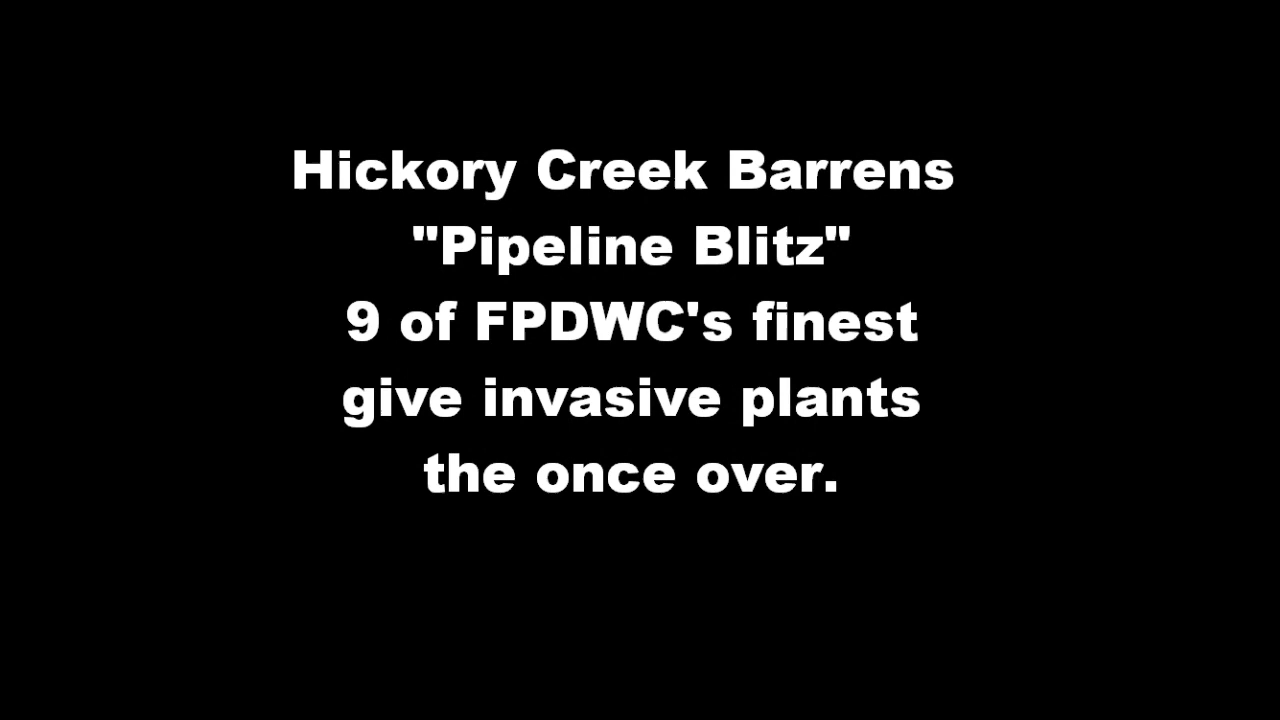 Hickory Creek Barrens
"Pipeline Blitz"
9 of FPDWC's finest
give invasive plants
the once over.